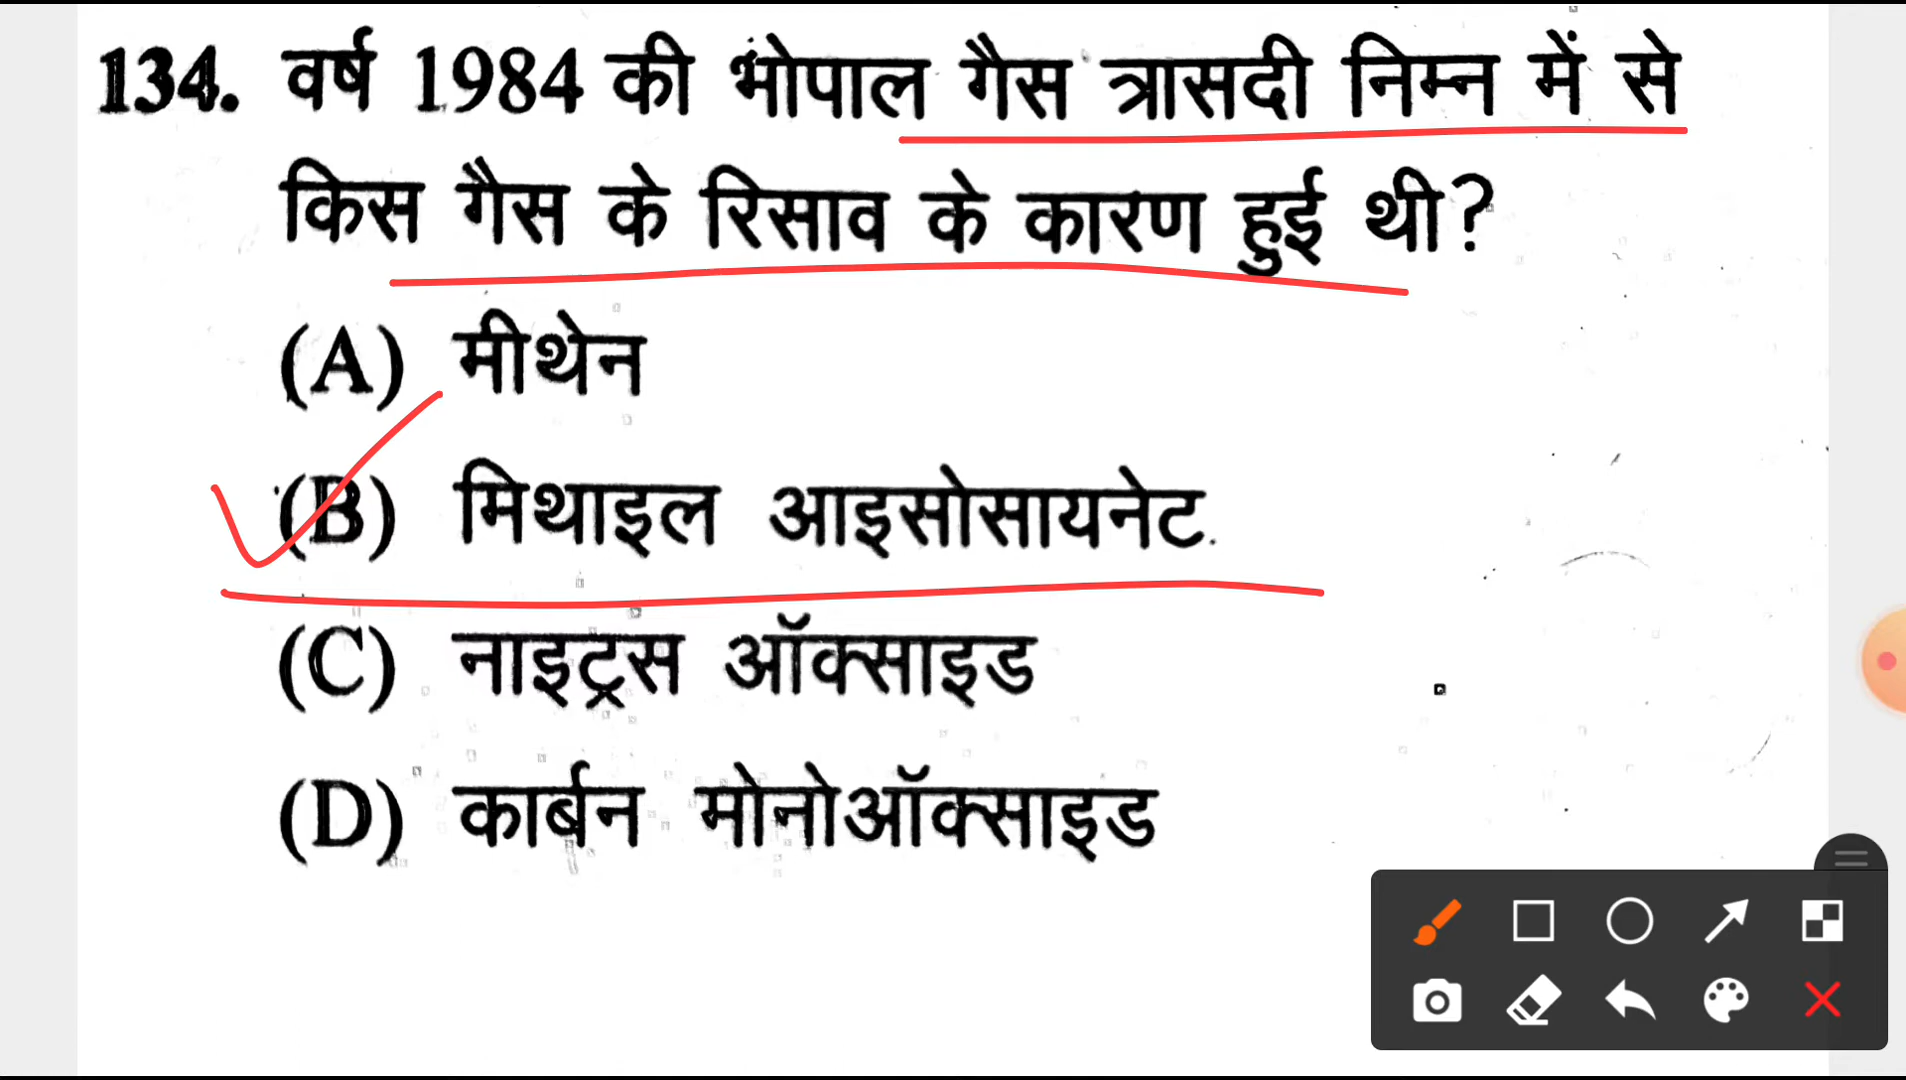 134. वर्ष 1984 की भोपाल गैस त्रासदी निम्न में से
किस गैस के रिसाव के कारण हुई थी?
(A) मीथेन
(B) मिथाइल आइसोसायनेट
(C) नाइट्रस ऑक्साइड
(D) कार्बन मोनोऑक्साइड